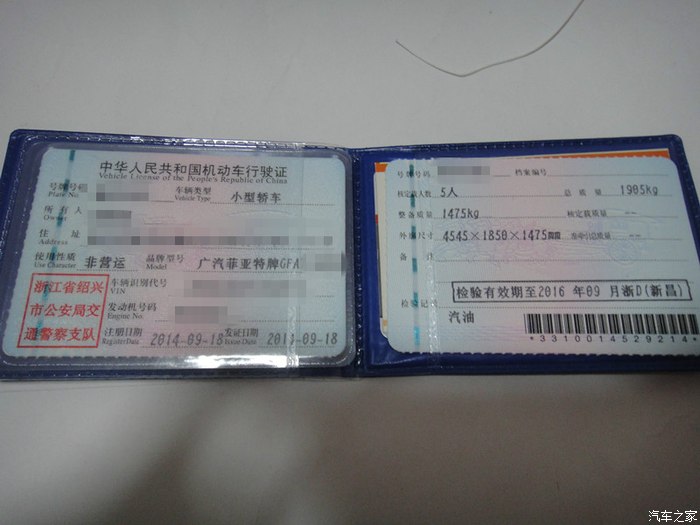 中华人民共和国机动车行驶证
Vehicle License of the People's Republic of China
号牌号码
Plate No.
车辆类型
Vehicle Type
小型轿车
所有人
Owner
住址
Address
使用性质
Use Character
非营运
品牌型号
Model
广汽菲亚特牌GFA
浙江省绍兴
市公安局交
通警察支队
车辆识别代号
VIN
发动机号码
Engine No.
注册日期
Register Date
2014-09-18
发证日期
Issue Date
2014-09-18
号牌号码
档案编号
核定载人数
5人
总质量
1905kg
整备质量
1475kg
核定载质量
--
外廓尺寸
4545×1850×1475
准牵引总质量
--
备注
检验有效期至2016 年09 月浙D(新昌)
检验记录
汽油
*3310014529214*
汽车之家